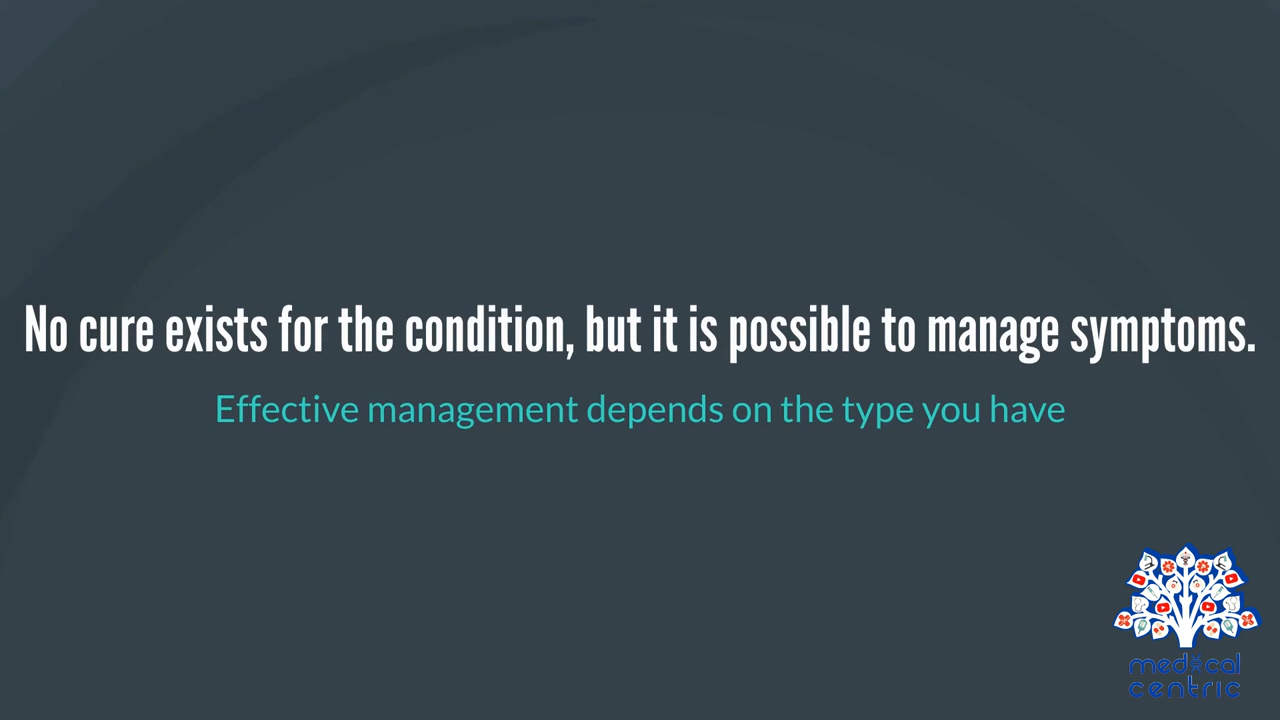 No cure exists for the condition, but it is possible to manage symptoms.
Effective management depends on the type you have
medical
centric